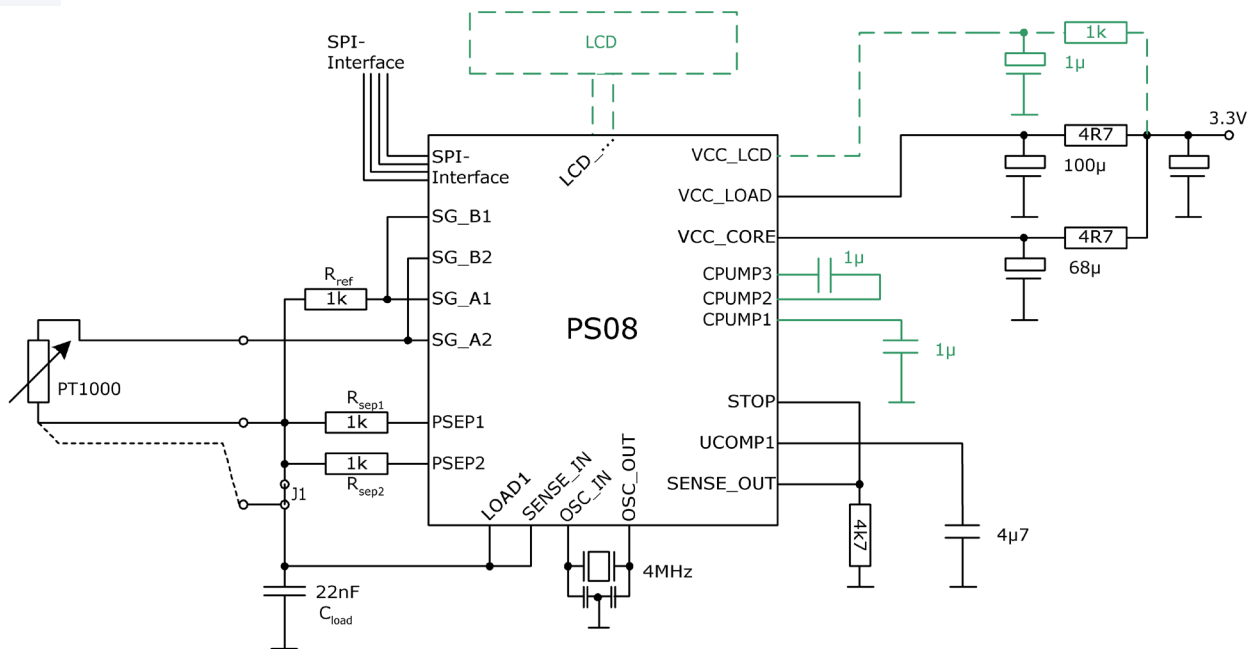 SPI-
Interface
LCD
1k
1µ
3.3V
4R7
100µ
SPI-
Interface
LCD_...
VCC_LCD
VCC_LOAD
SG_B1
VCC_CORE
4R7
68µ
SG_B2
CPUMP3
1µ
CPUMP2
Rref
1k
SG_A1
CPUMP1
PS08
SG_A2
1µ
PT1000
Rsep1
1k
PSEP1
STOP
UCOMP1
1k
PSEP2
Rsep2
SENSE_OUT
J1
LOAD1
SENSE_IN
OSC_IN
OSC_OUT
4k7
4µ7
4MHz
22nF
Cload